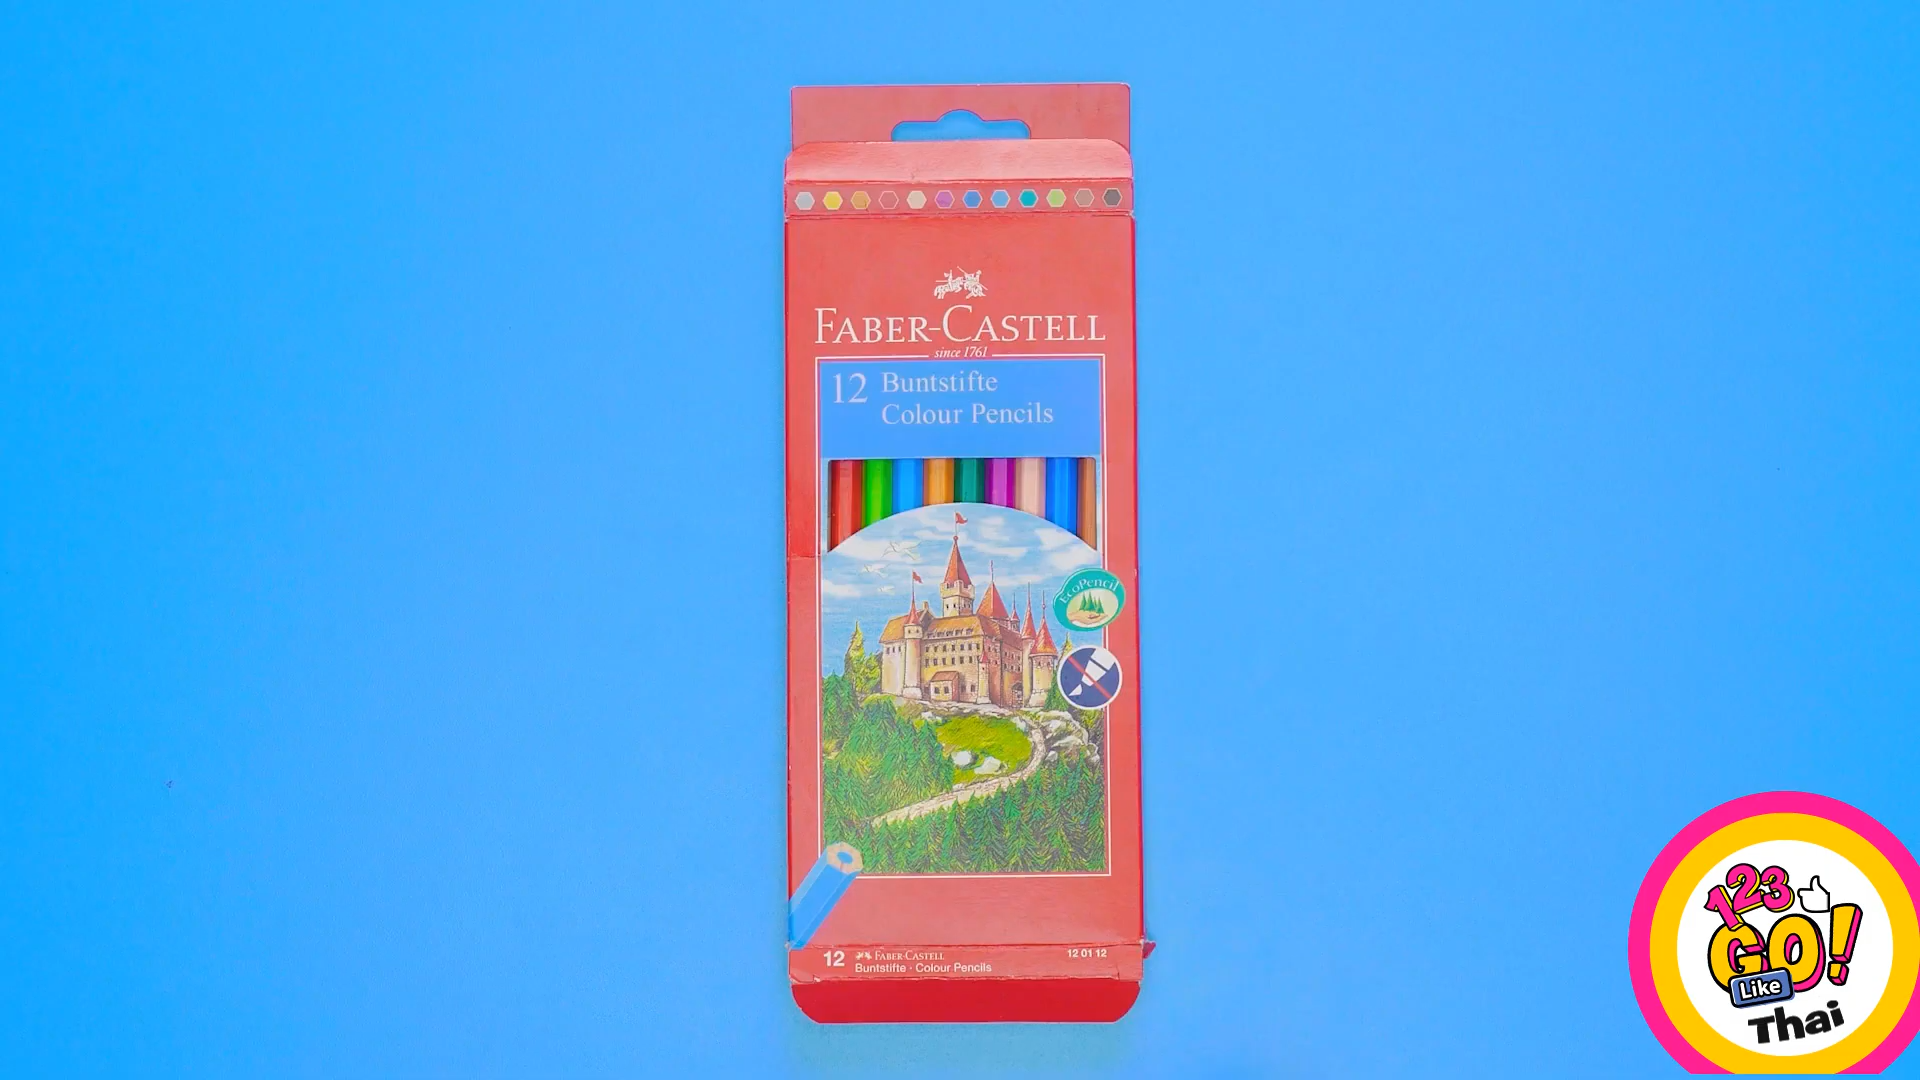 FABER-CASTELL
since 1761
12 Buntstifte
Colour Pencils
EcoPencil
12 FABER-CASTELL
Buntstifte · Colour Pencils
12 01 12
123
GO!
Like
Thai